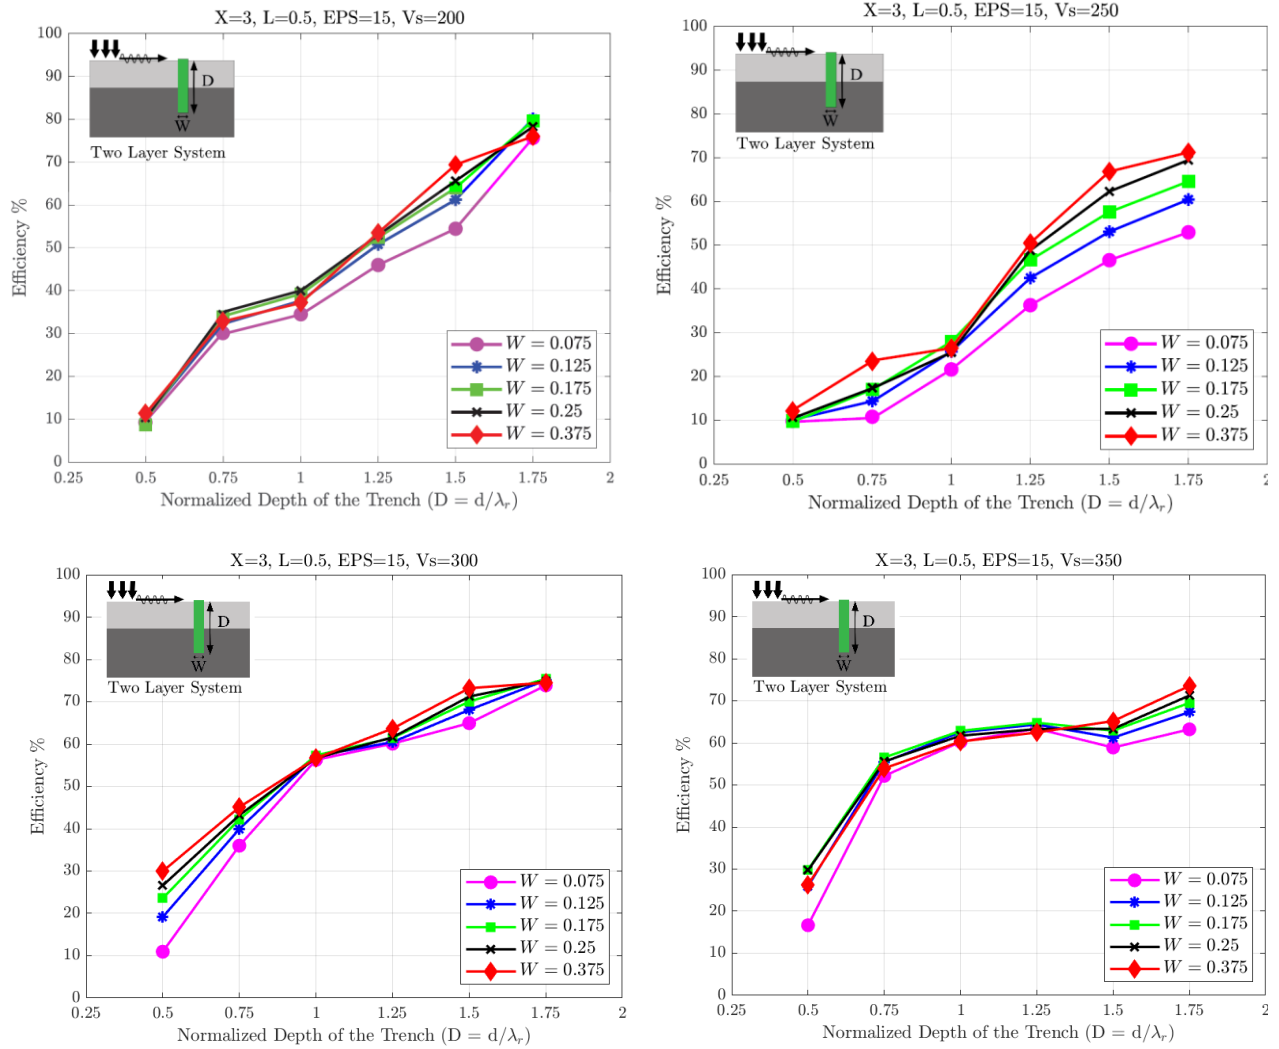 X=3, L=0.5, EPS=15, Vs=200
100
90
80
70
60
50
40
30
20
10
0
Efficiency %
D
W
Two Layer System
W = 0.075
W = 0.125
W = 0.175
W = 0.25
W = 0.375
0.25 0.5 0.75 1 1.25 1.5 1.75 2
Normalized Depth of the Trench (D = d/λr)
X=3, L=0.5, EPS=15, Vs=250
100
90
80
70
60
50
40
30
20
10
0
Efficiency %
D
W
Two Layer System
W = 0.075
W = 0.125
W = 0.175
W = 0.25
W = 0.375
0.25 0.5 0.75 1 1.25 1.5 1.75 2
Normalized Depth of the Trench (D = d/λr)
X=3, L=0.5, EPS=15, Vs=300
100
90
80
70
60
50
40
30
20
10
0
Efficiency %
D
W
Two Layer System
W = 0.075
W = 0.125
W = 0.175
W = 0.25
W = 0.375
0.25 0.5 0.75 1 1.25 1.5 1.75 2
Normalized Depth of the Trench (D = d/λr)
X=3, L=0.5, EPS=15, Vs=350
100
90
80
70
60
50
40
30
20
10
0
Efficiency %
D
W
Two Layer System
W = 0.075
W = 0.125
W = 0.175
W = 0.25
W = 0.375
0.25 0.5 0.75 1 1.25 1.5 1.75 2
Normalized Depth of the Trench (D = d/λr)